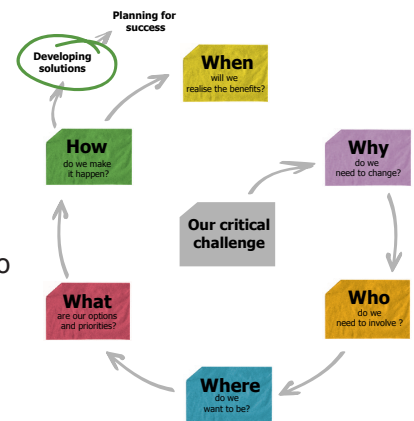 Planning for
success
Developing
solutions
When
will we
realise the benefits?
How
do we make
it happen?
Why
do we
need to change?
Our critical
challenge
o
What
are our options
and priorities?
Who
do we
need to involve ?
Where
do we
want to be?